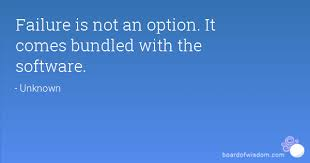 Failure is not an option. It
comes bundled with the
software.
- Unknown
boardofwisdom.com